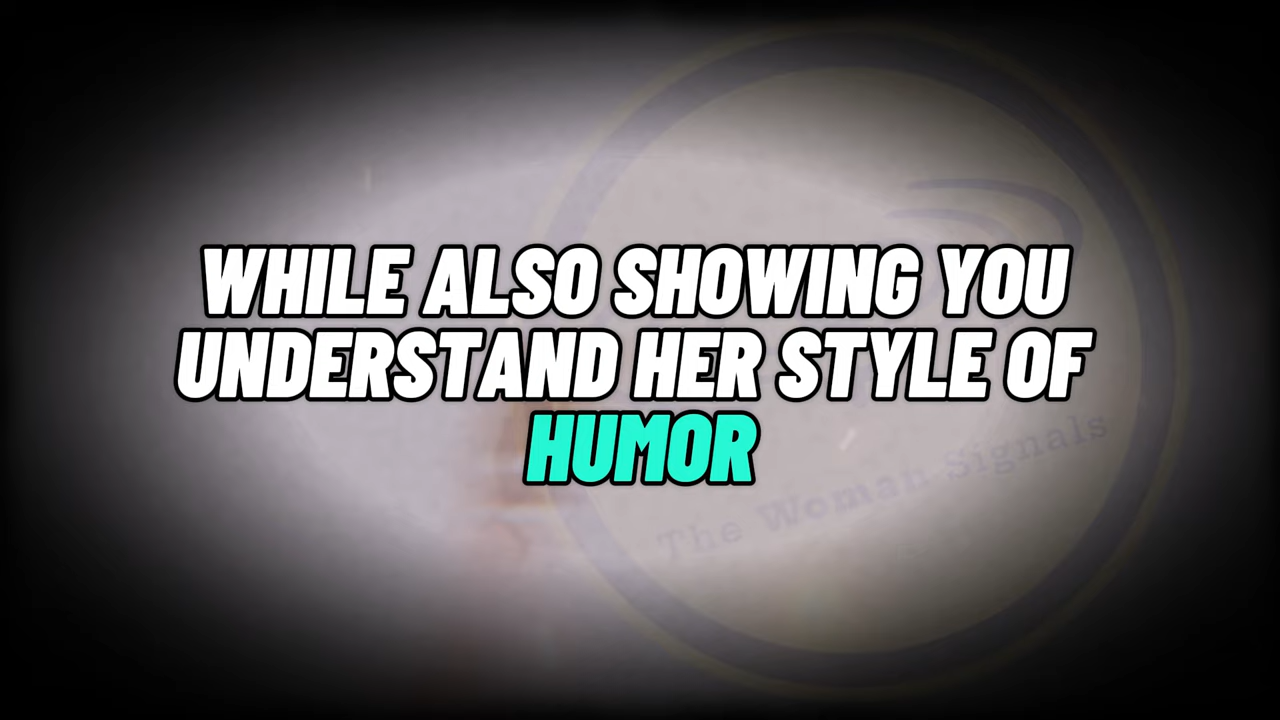 WHILE ALSO SHOWING YOU
UNDERSTAND HER STYLE OF
HUMOR
The Woman Signals